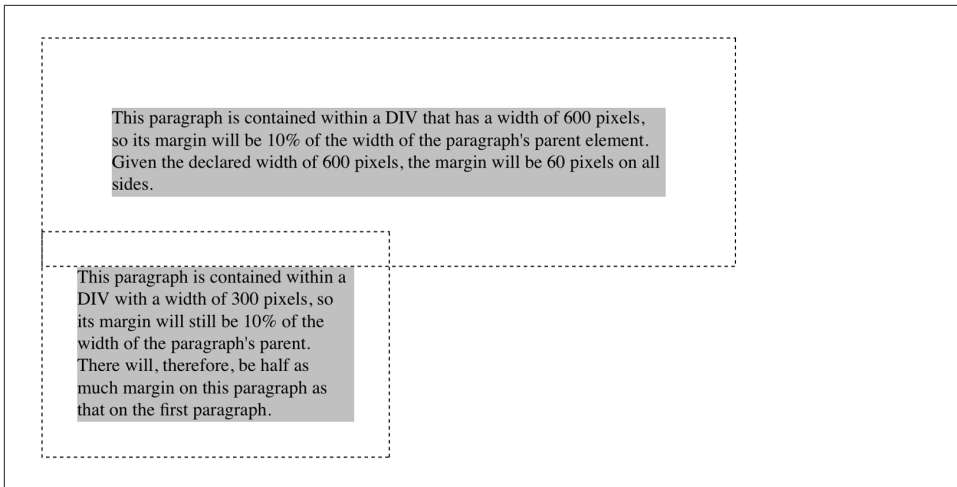 This paragraph is contained within a DIV that has a width of 600 pixels,
so its margin will be 10% of the width of the paragraph's parent element.
Given the declared width of 600 pixels, the margin will be 60 pixels on all
sides.
This paragraph is contained within a
DIV with a width of 300 pixels, so
its margin will still be 10% of the
width of the paragraph's parent.
There will, therefore, be half as
much margin on this paragraph as
that on the first paragraph.